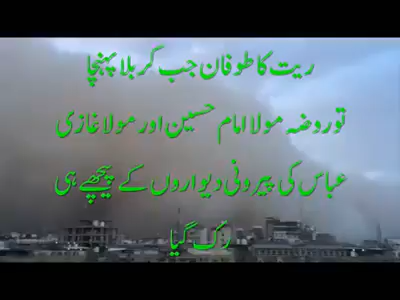 ریت کا طوفان جب کربلا پہنچا
تو روضہ مولا امام حسین اور مولا غازی
عباس کی بیرونی دیواروں کے پیچھے ہی
رک گیا